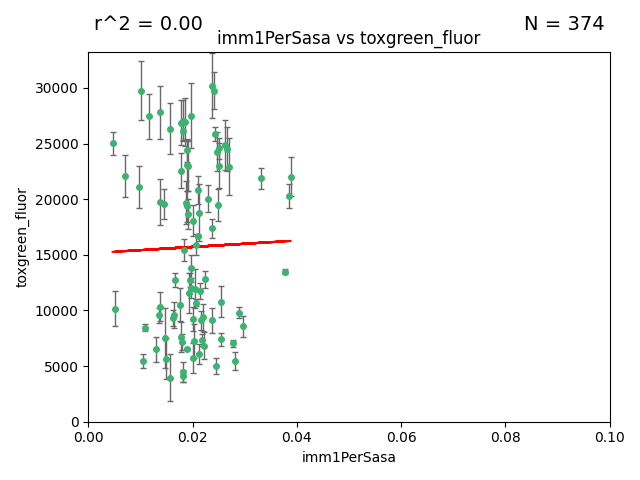 r^2 = 0.00
N = 374
imm1PerSasa vs toxgreen_fluor
toxgreen_fluor
30000
25000
20000
15000
10000
5000
0
0.00 0.02 0.04 0.06 0.08 0.10
imm1PerSasa